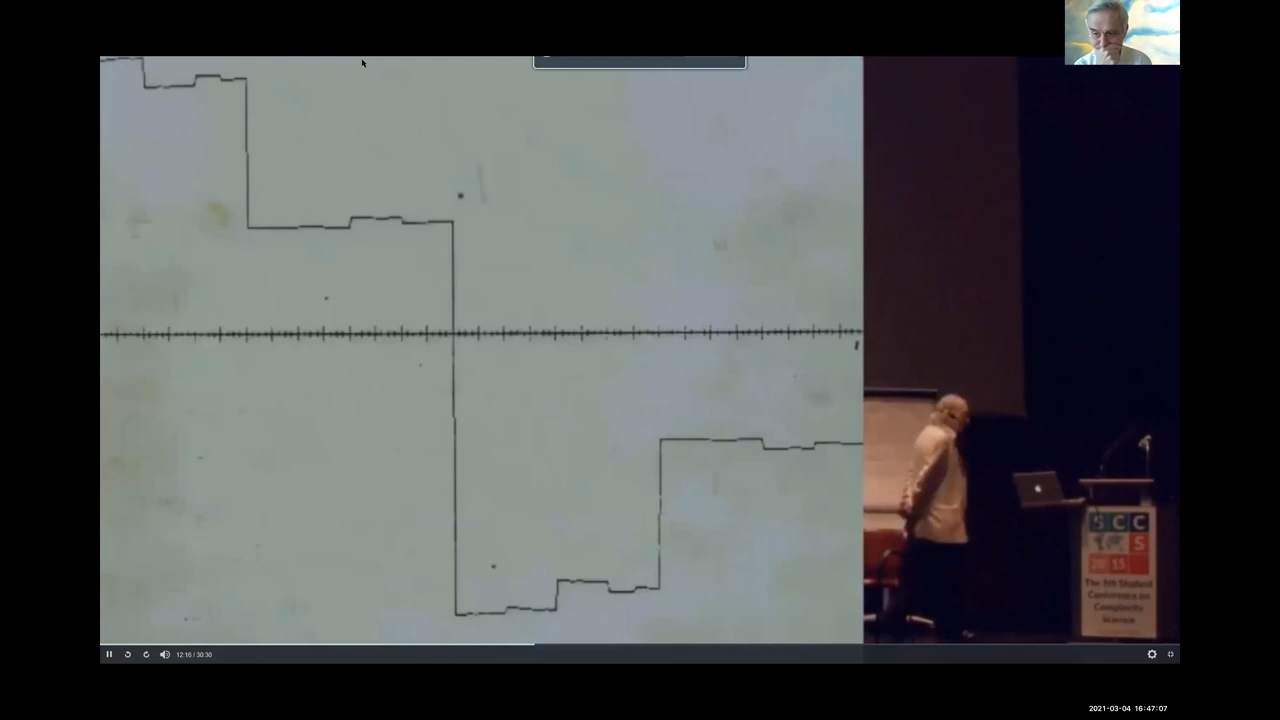 S C C
S
20 15
The 5th Student
Conference on
Complexity
Science
12:16 / 30:30
2021-03-04 16:47:07